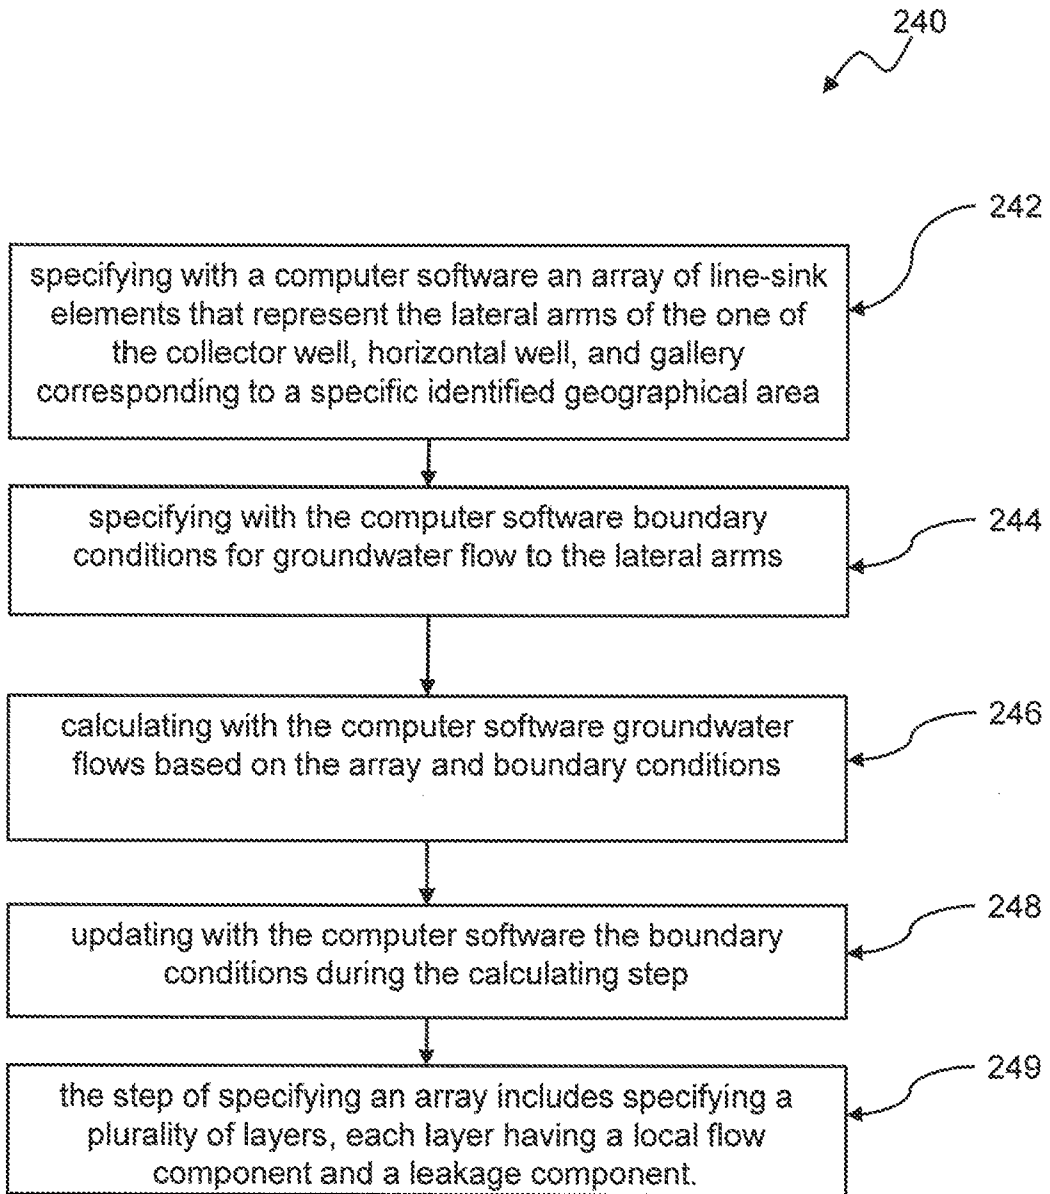 240
242
specifying with a computer software an array of line-sink
elements that represent the lateral arms of the one of
the collector well, horizontal well, and gallery
corresponding to a specific identified geographical area
244
specifying with the computer software boundary
conditions for groundwater flow to the lateral arms
246
calculating with the computer software groundwater
flows based on the array and boundary conditions
248
updating with the computer software the boundary
conditions during the calculating step
249
the step of specifying an array includes specifying a
plurality of layers, each layer having a local flow
component and a leakage component.